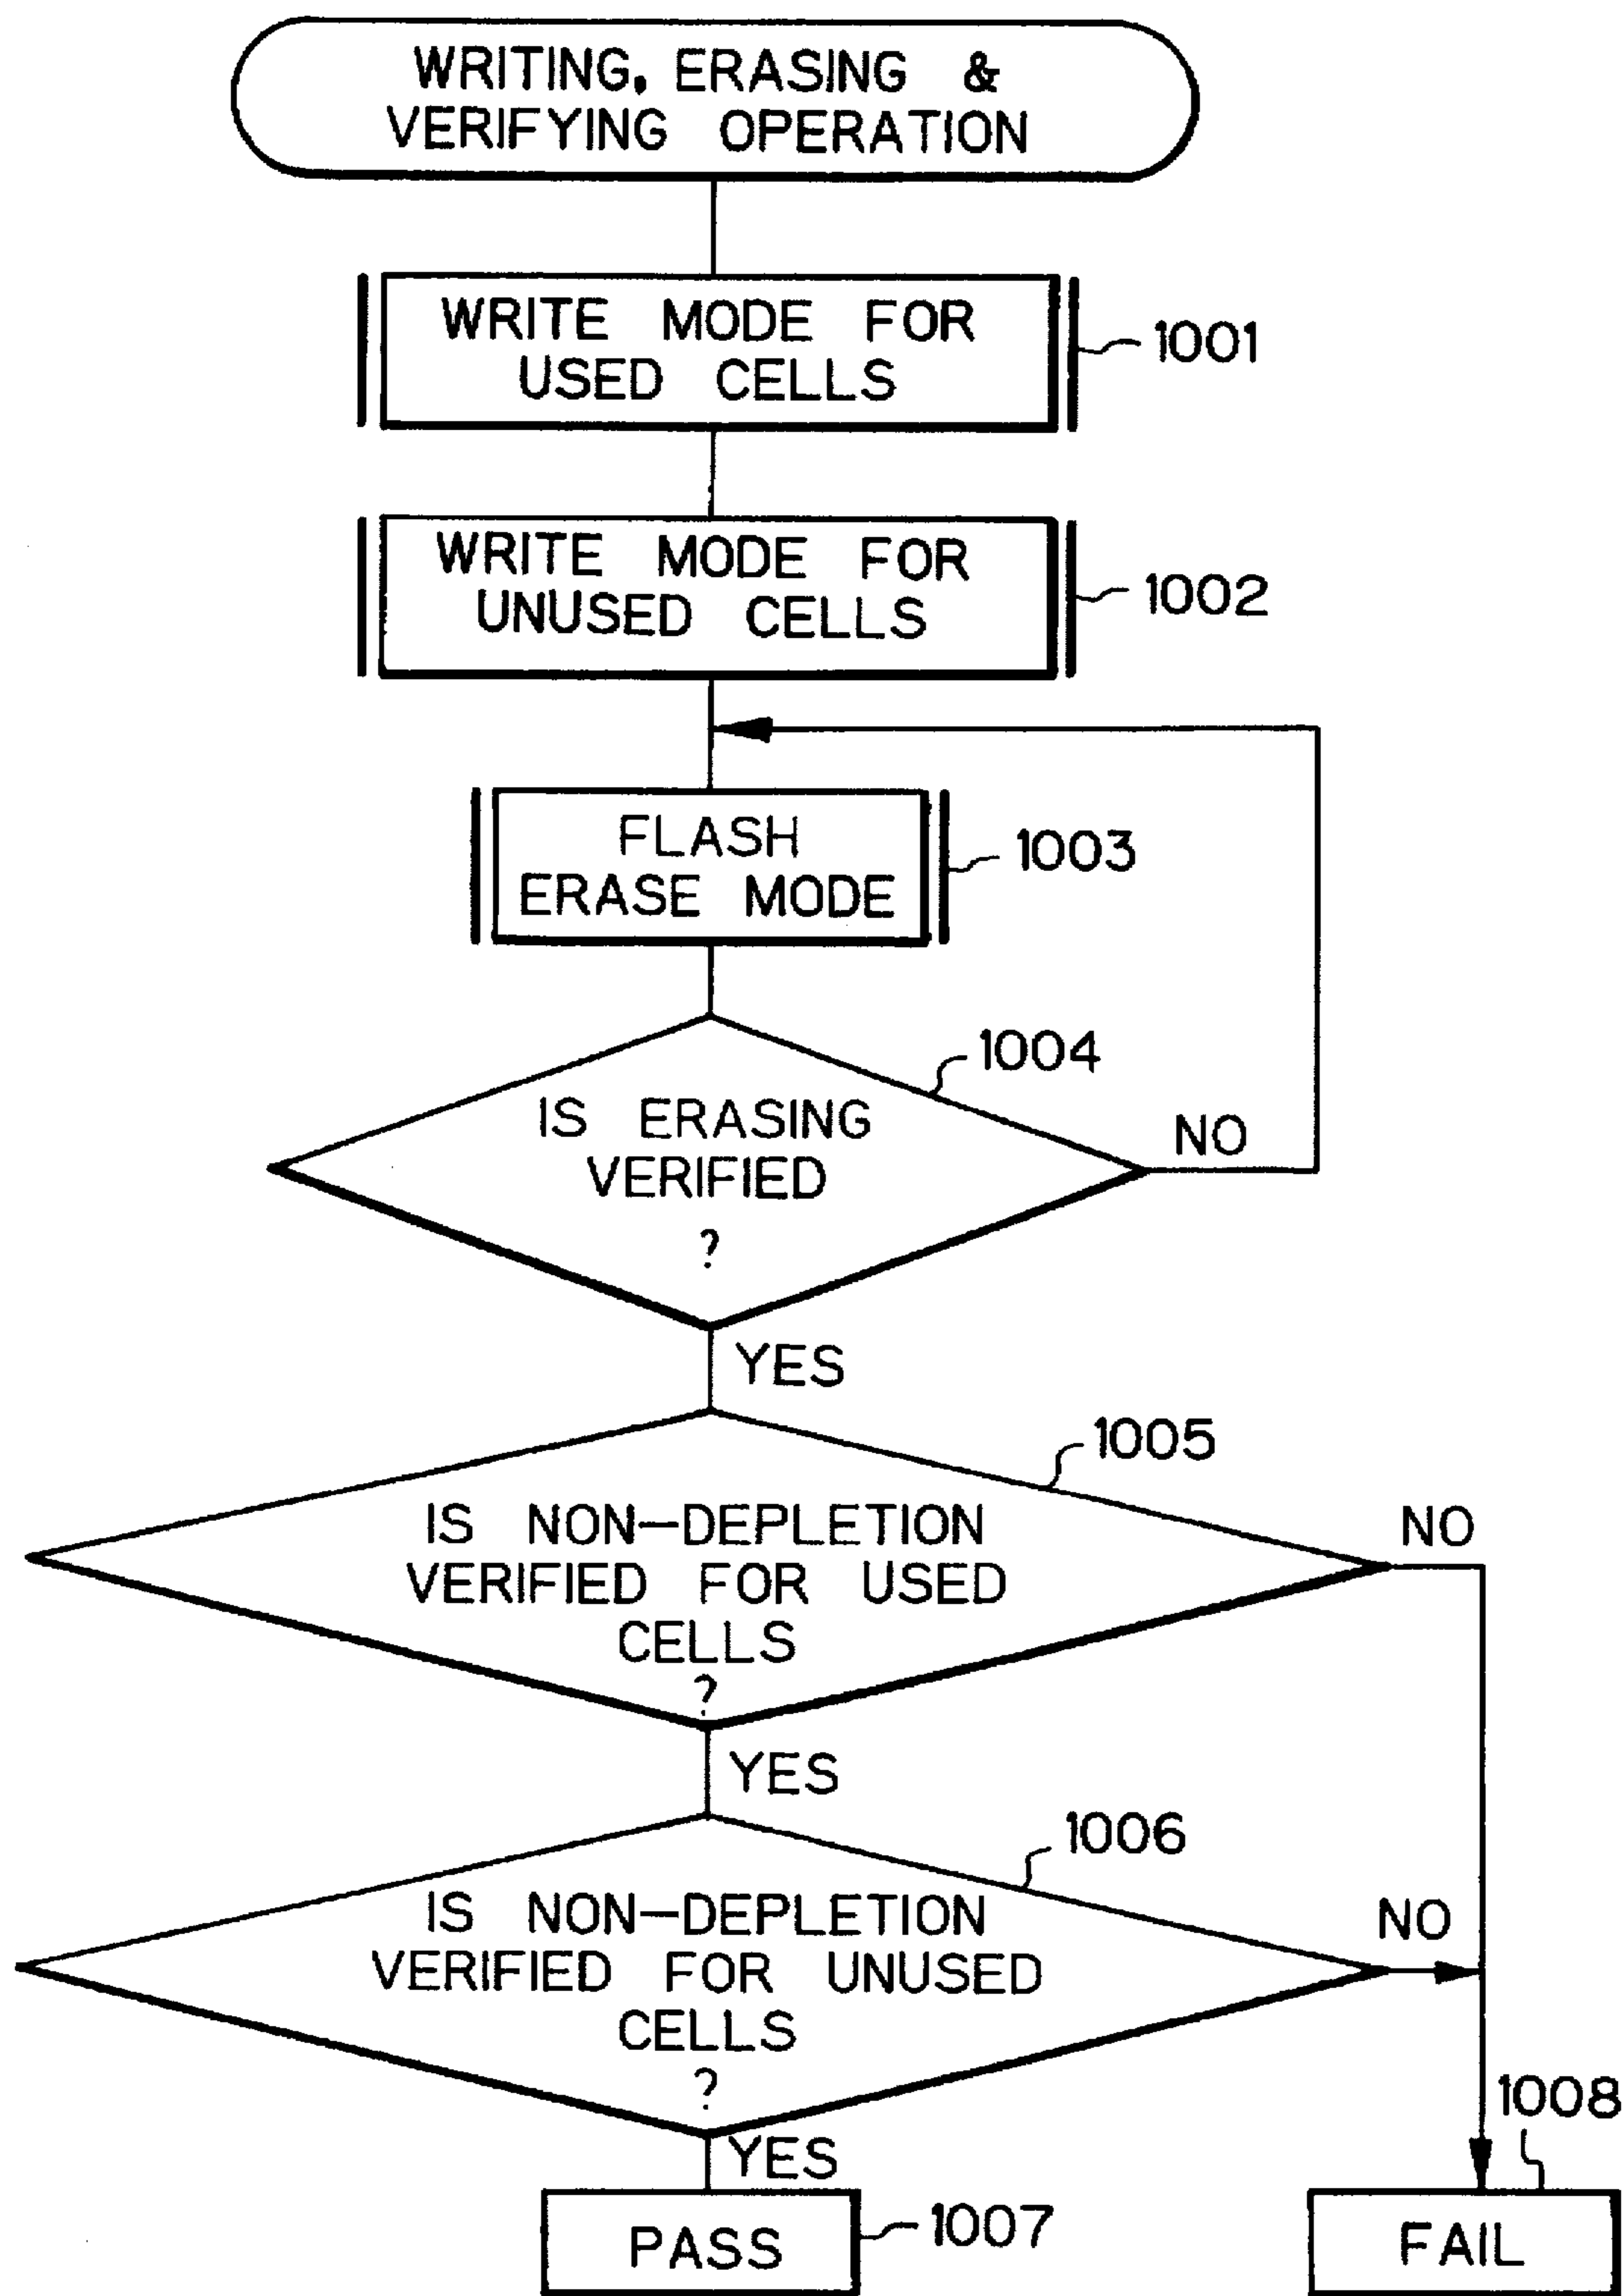 WRITING, ERASING &
VERIFYING OPERATION
WRITE MODE FOR
USED CELLS
1001
WRITE MODE FOR
UNUSED CELLS
1002
FLASH
ERASE MODE
1003
1004
IS ERASING
VERIFIED
?
NO
YES
1005
IS NON-DEPLETION
VERIFIED FOR USED
CELLS
?
NO
YES
1006
IS NON-DEPLETION
VERIFIED FOR UNUSED
CELLS
?
NO
YES
1008
PASS
1007
FAIL